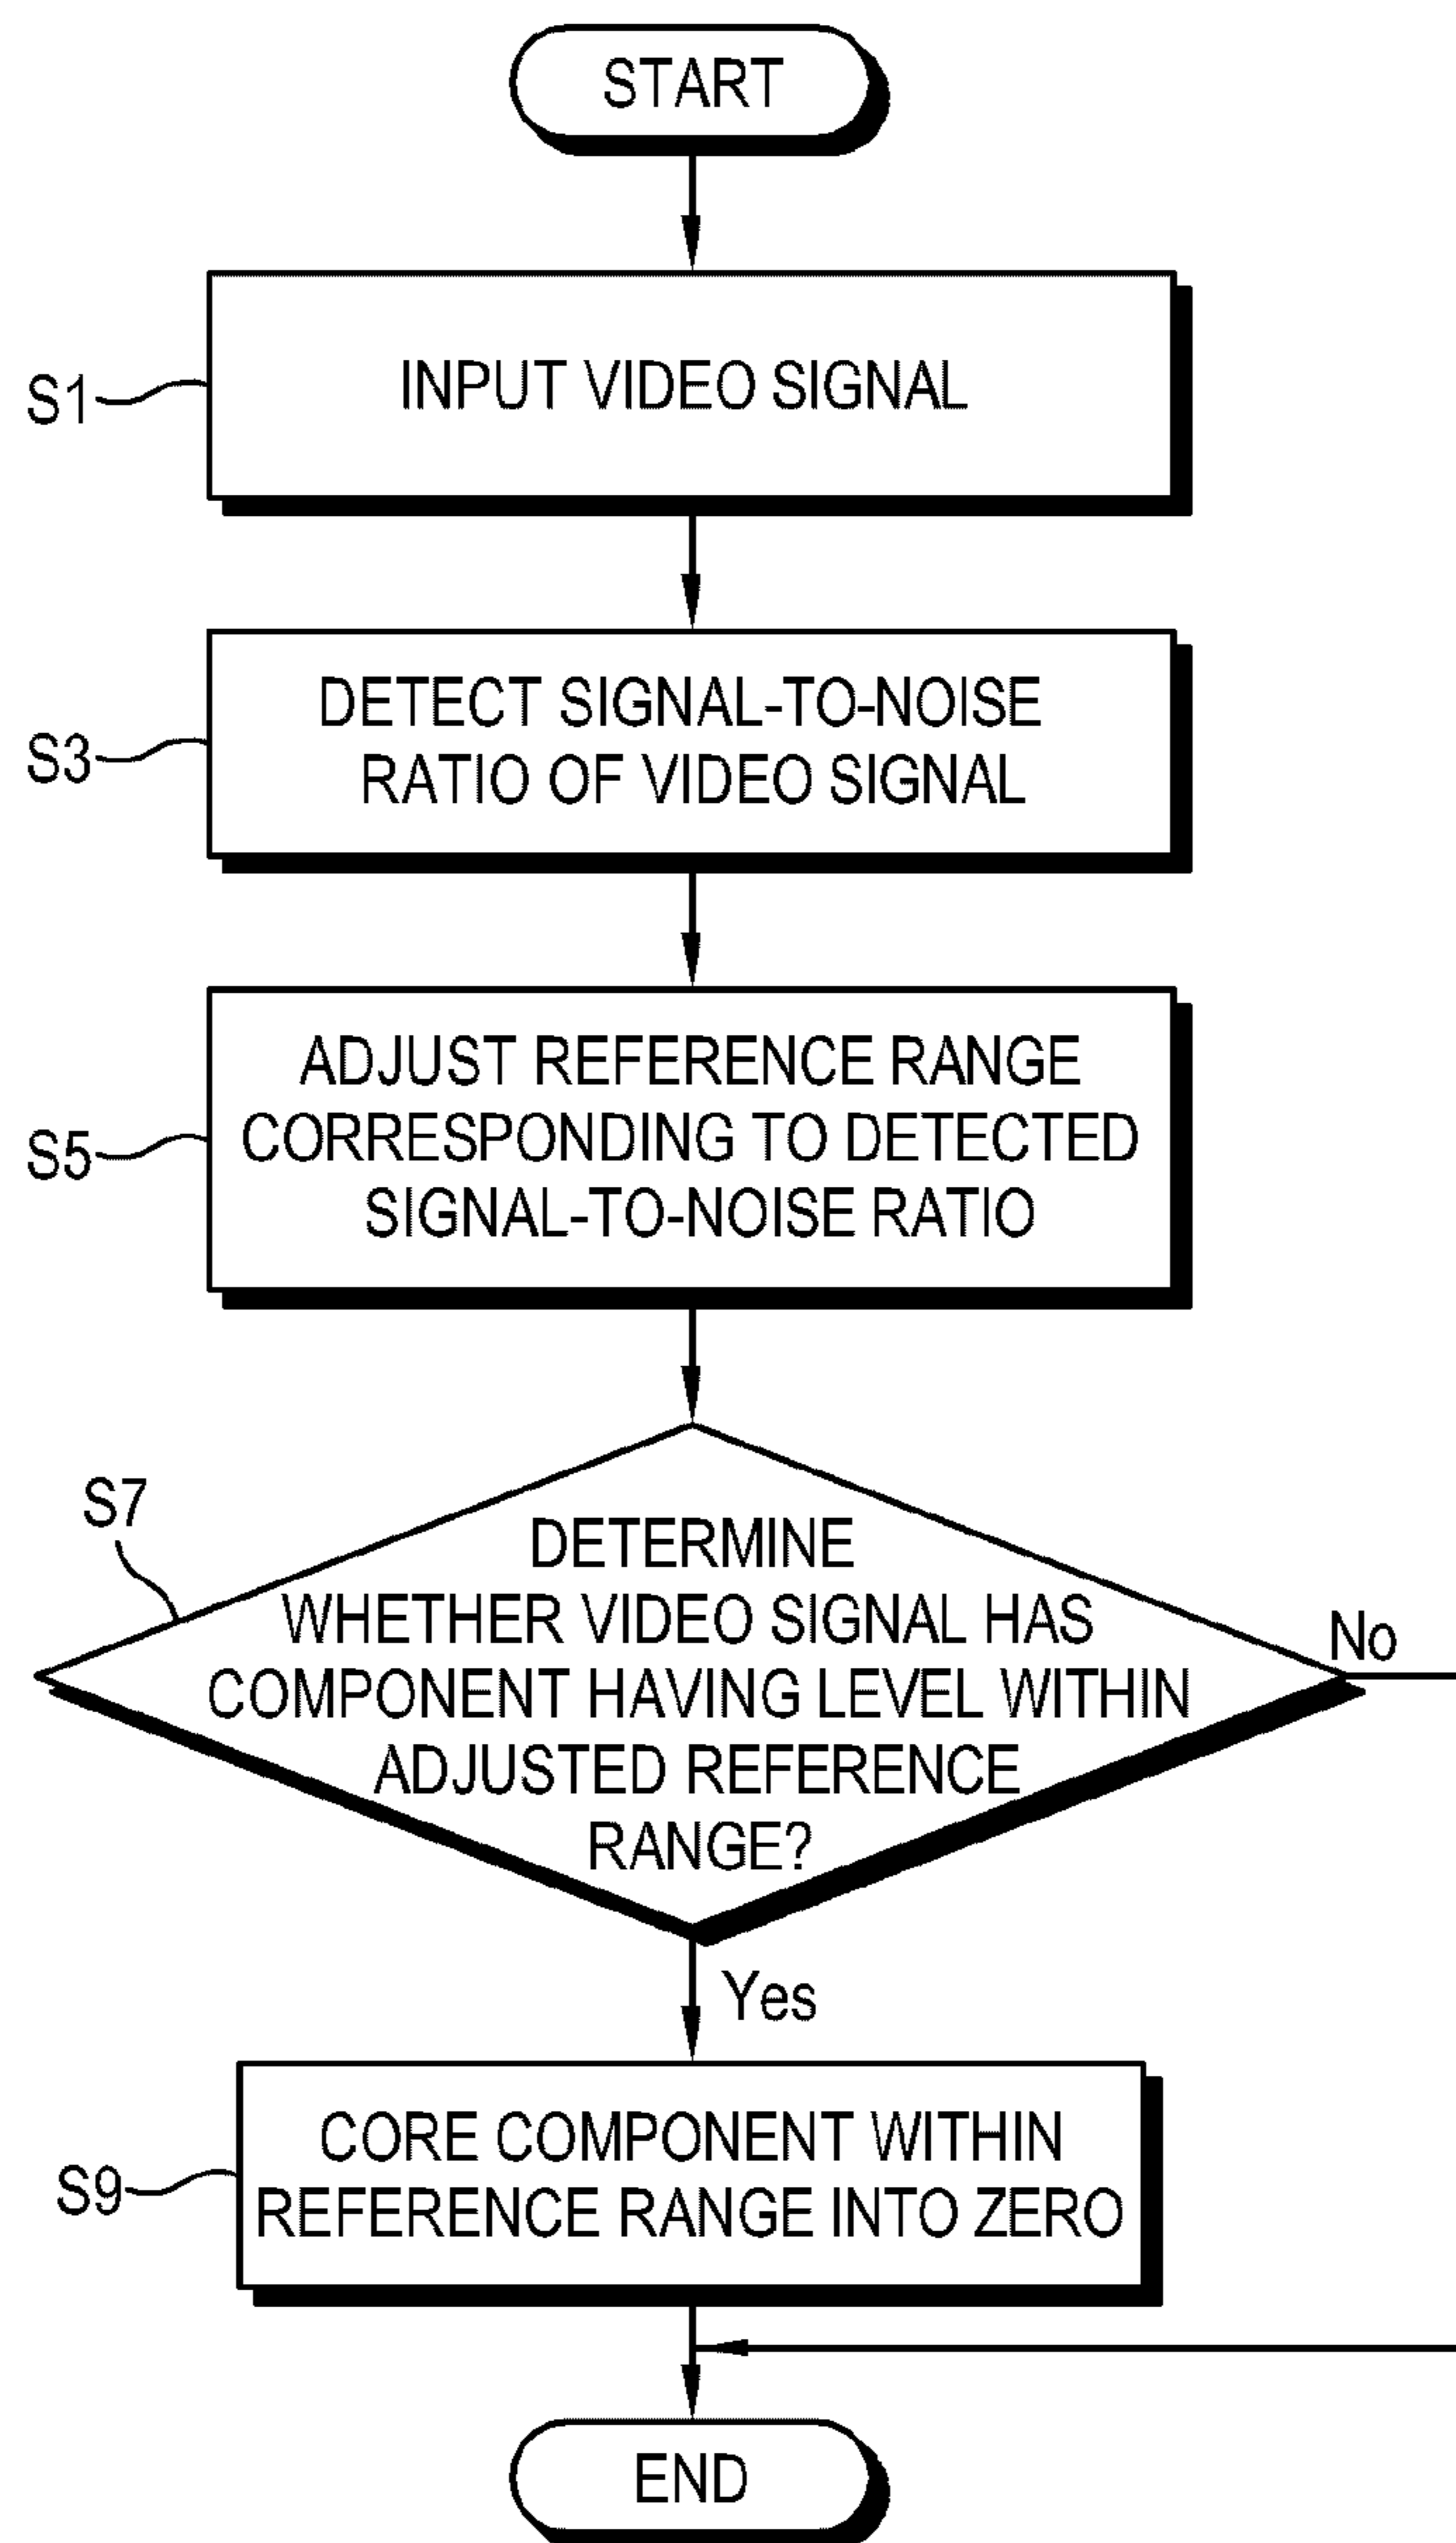 START
S1
INPUT VIDEO SIGNAL
S3
DETECT SIGNAL-TO-NOISE
RATIO OF VIDEO SIGNAL
S5
ADJUST REFERENCE RANGE
CORRESPONDING TO DETECTED
SIGNAL-TO-NOISE RATIO
S7
DETERMINE
WHETHER VIDEO SIGNAL HAS
COMPONENT HAVING LEVEL WITHIN
ADJUSTED REFERENCE
RANGE?
No
Yes
S9
CORE COMPONENT WITHIN
REFERENCE RANGE INTO ZERO
END